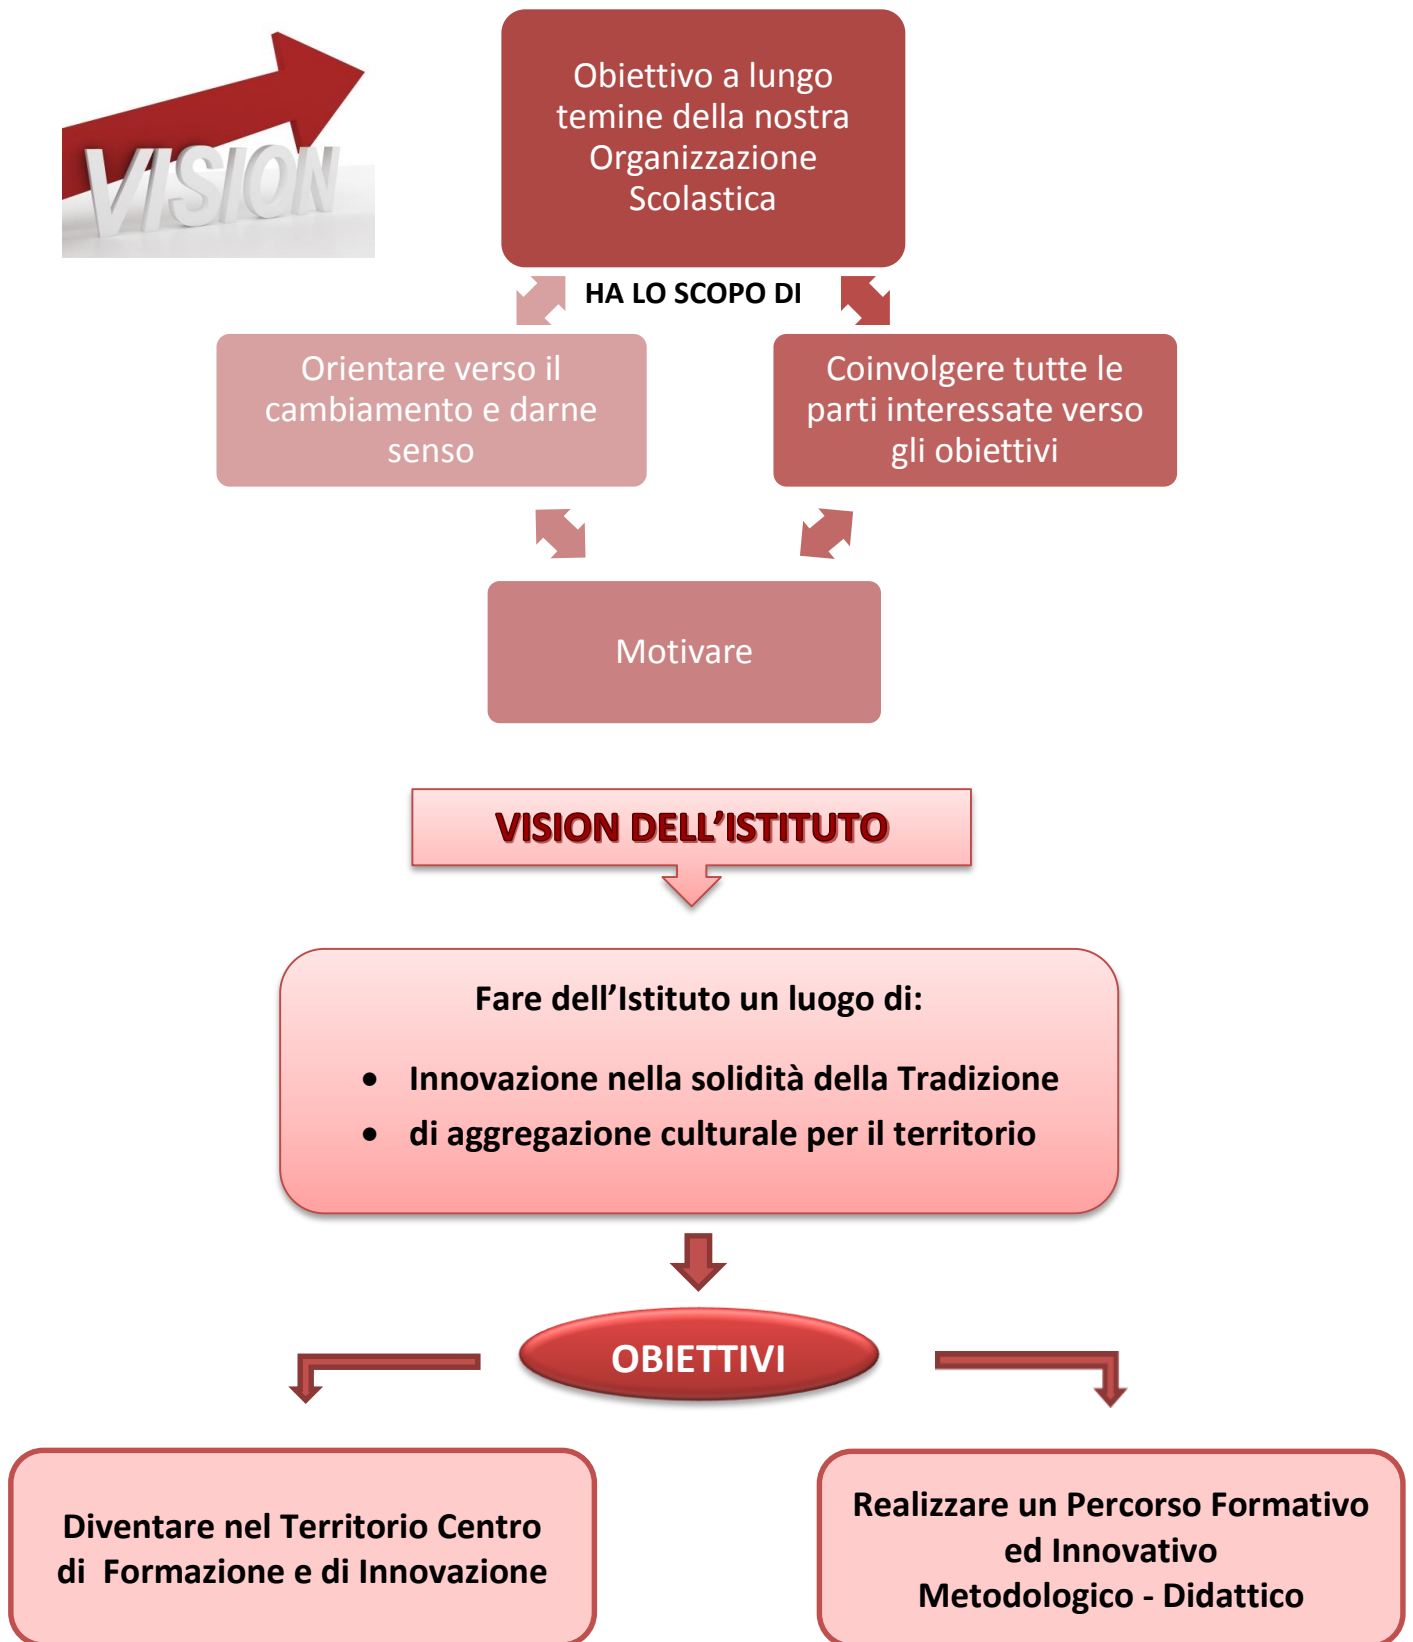 VISION
Obiettivo a lungo
temine della nostra
Organizzazione
Scolastica
HA LO SCOPO DI
Orientare verso il
cambiamento e darne
senso
Coinvolgere tutte le
parti interessate verso
gli obiettivi
Motivare
VISION DELL’ISTITUTO
Fare dell’Istituto un luogo di:
• Innovazione nella solidità della Tradizione
• di aggregazione culturale per il territorio
OBIETTIVI
Diventare nel Territorio Centro
di Formazione e di Innovazione
Realizzare un Percorso Formativo
ed Innovativo
Metodologico - Didattico